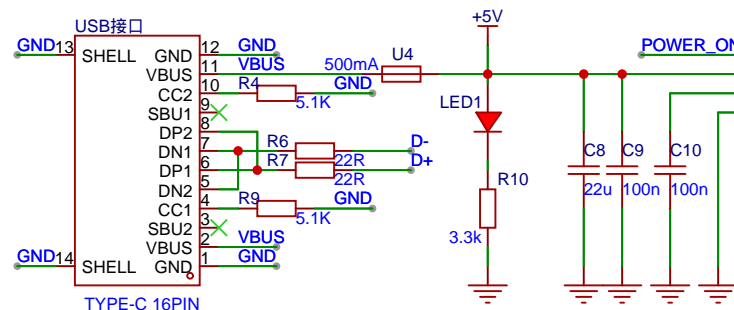 USB接口
+5V
GND 13 SHELL GND 12 GND
VBUS 11 VBUS 500mA U4 POWER_ON
CC2 10 R4 5.1K GND
SBU1 9
DP2 8
DN1 7 R6 22R D-
DP1 6 R7 22R D+
DN2 5
CC1 4 R9 5.1K GND
SBU2 3
VBUS 2 VBUS
GND 14 SHELL GND 1 GND
TYPE-C 16PIN
LED1
R10
3.3k
C8 C9 C10
22u 100n 100n